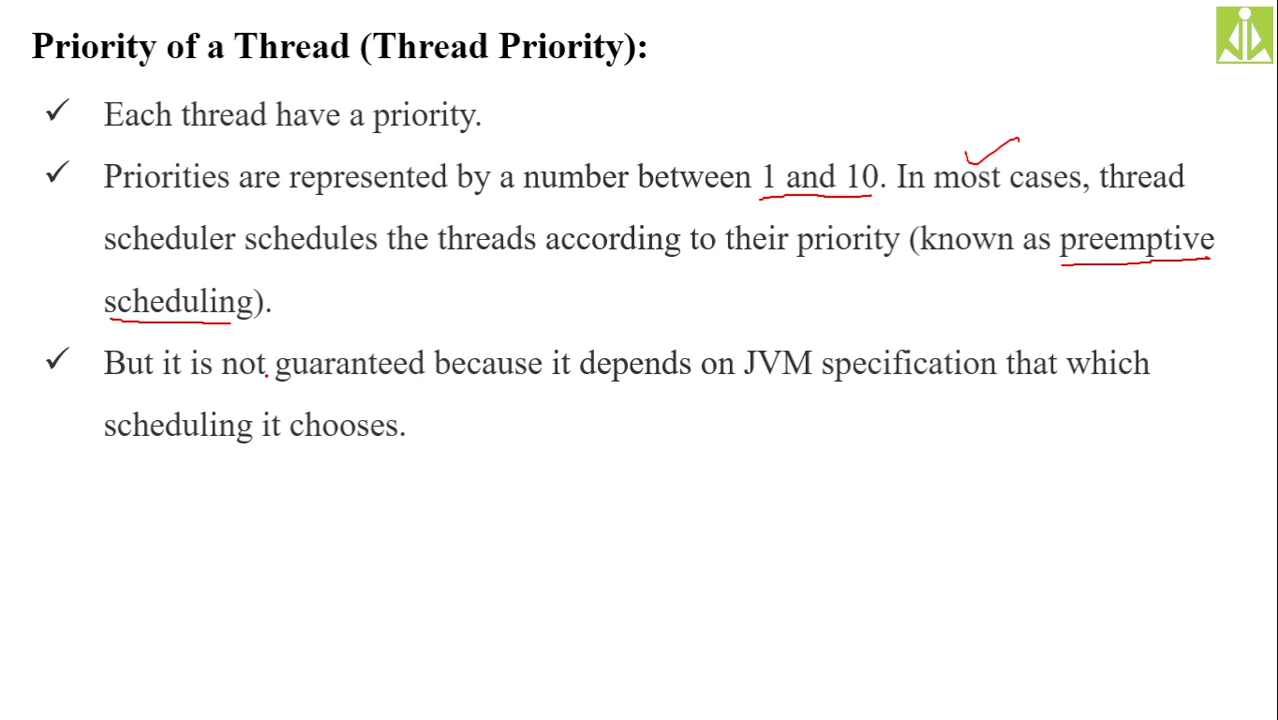 Priority of a Thread (Thread Priority):
Each thread have a priority.
Priorities are represented by a number between 1 and 10. In most cases, thread
scheduler schedules the threads according to their priority (known as preemptive
scheduling).
But it is not guaranteed because it depends on JVM specification that which
scheduling it chooses.